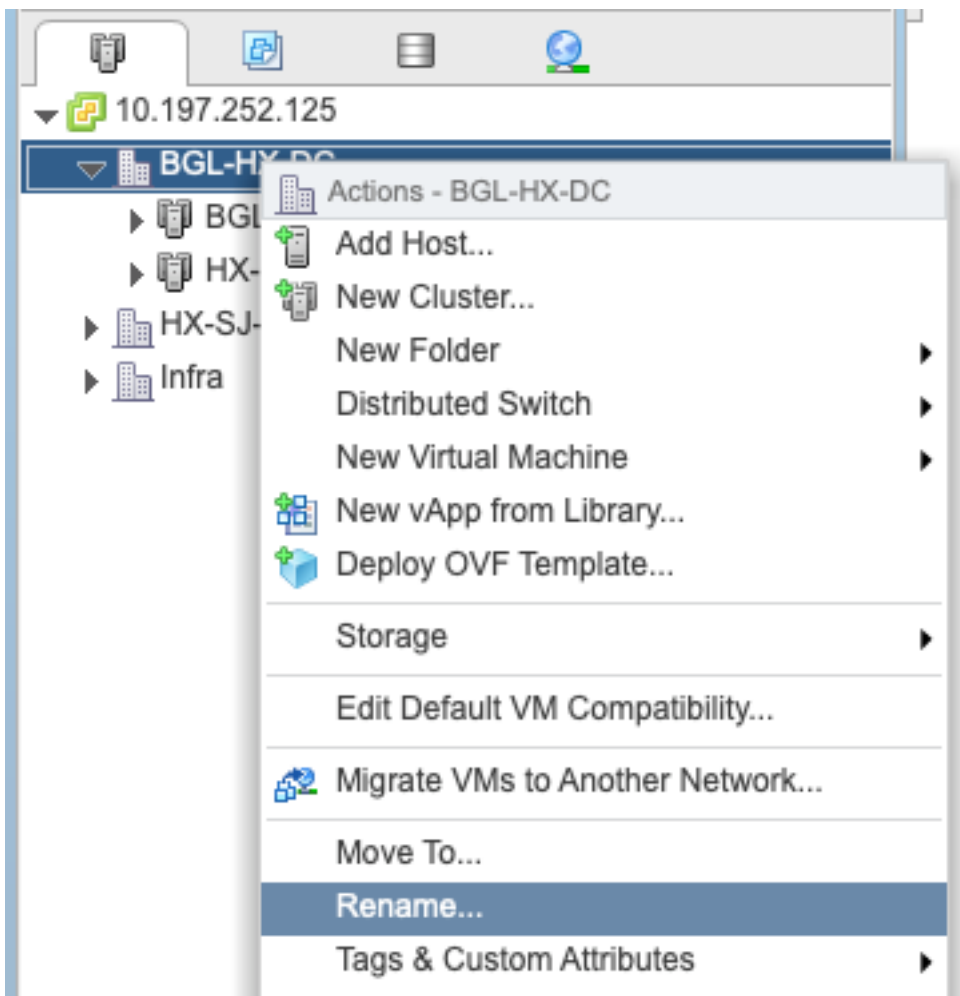 10.197.252.125
BGL-HX-DC
Actions - BGL-HX-DC
BGL
Add Host...
HX-
New Cluster...
HX-SJ-
New Folder
Infra
Distributed Switch
New Virtual Machine
New vApp from Library...
Deploy OVF Template...
Storage
Edit Default VM Compatibility...
Migrate VMs to Another Network...
Move To...
Rename...
Tags & Custom Attributes